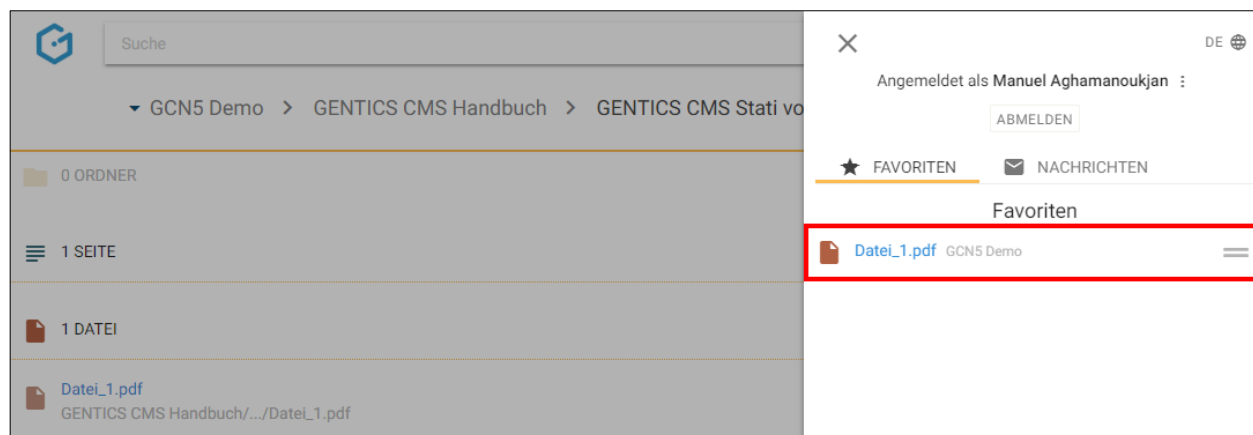 Suche
GCN5 Demo > GENTICS CMS Handbuch > GENTICS CMS Stati vo
0 ORDNER
1 SEITE
1 DATEI
Datei_1.pdf
GENTICS CMS Handbuch/.../Datei_1.pdf
DE
Angemeldet als Manuel Aghamanoukjan
ABMELDEN
FAVORITEN NACHRICHTEN
Favoriten
Datei_1.pdf GCN5 Demo